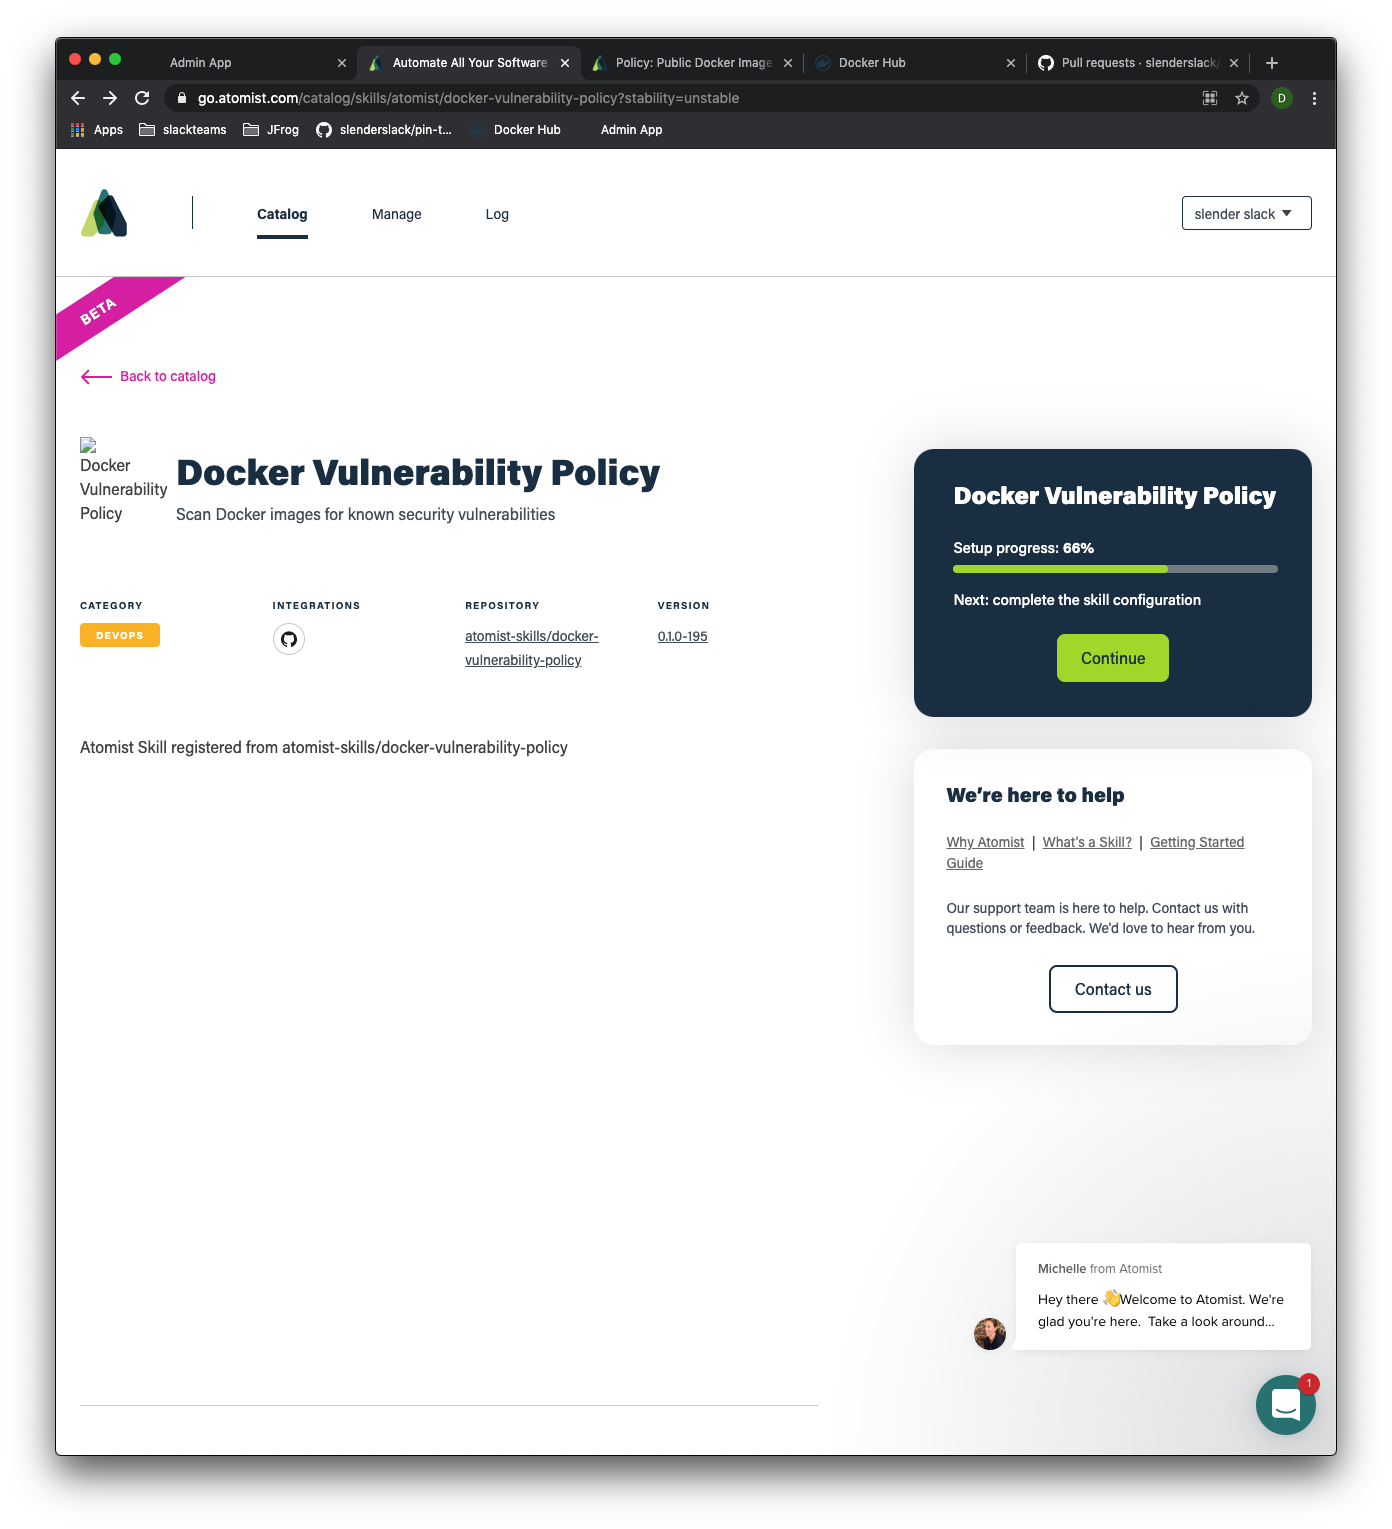 Admin App
Automate All Your Software
Policy: Public Docker Image
Docker Hub
Pull requests · slenderslack/
go.atomist.com/catalog/skills/atomist/docker-vulnerability-policy?stability=unstable
D
Apps
slackteams
JFrog
slenderslack/pin-t...
Docker Hub
Admin App
Catalog
Manage
Log
slender slack
BETA
Back to catalog
Docker
Vulnerability
Policy
Docker Vulnerability Policy
Scan Docker images for known security vulnerabilities
CATEGORY
DEVOPS
INTEGRATIONS
REPOSITORY
atomist-skills/docker-
vulnerability-policy
VERSION
0.1.0-195
Atomist Skill registered from atomist-skills/docker-vulnerability-policy
Docker Vulnerability Policy
Setup progress: 66%
Next: complete the skill configuration
Continue
We're here to help
Why Atomist | What's a Skill? | Getting Started
Guide
Our support team is here to help. Contact us with
questions or feedback. We'd love to hear from you.
Contact us
Michelle from Atomist
Hey there 👋Welcome to Atomist. We're
glad you're here.  Take a look around...
1